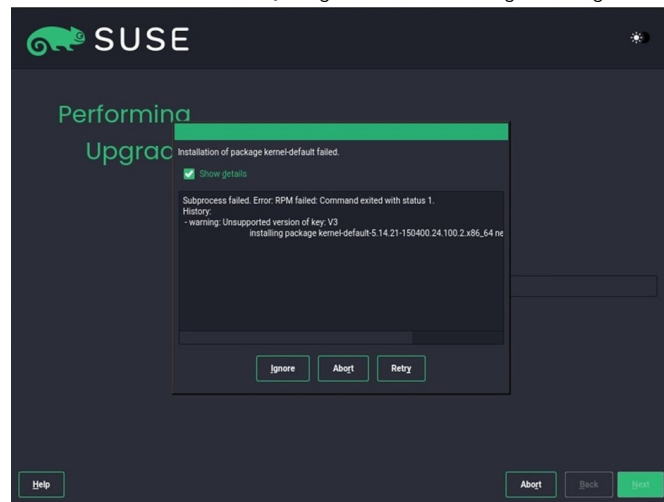 SUSE
Performing
Upgrad
Installation of package kernel-default failed.
Show details
Subprocess failed. Error: RPM failed: Command exited with status 1.
History:
- warning: Unsupported version of key: V3
installing package kernel-default-5.14.21-150400.24.100.2.x86_64 ne
Ignore Abort Retry
Help Abort Back Next